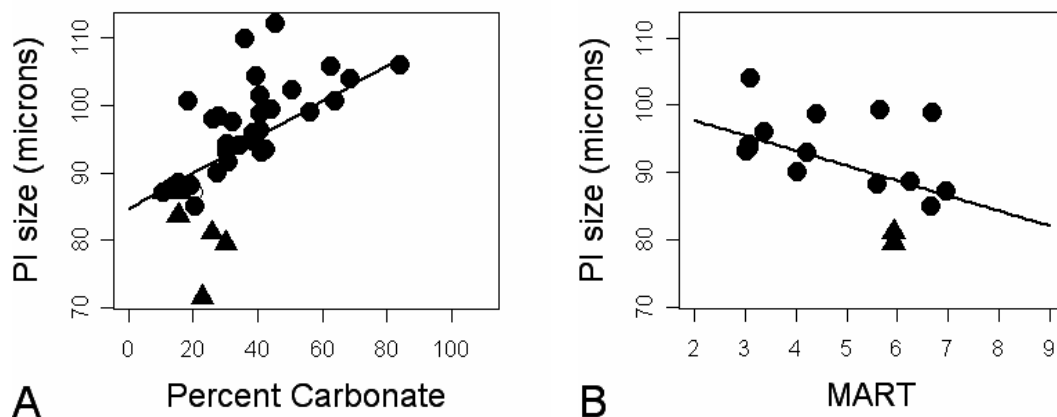 PI size (microns)
70 80 90 100 110
0 20 40 60 80 100
Percent Carbonate
A
PI size (microns)
70 80 90 100 110
2 3 4 5 6 7 8 9
MART
B